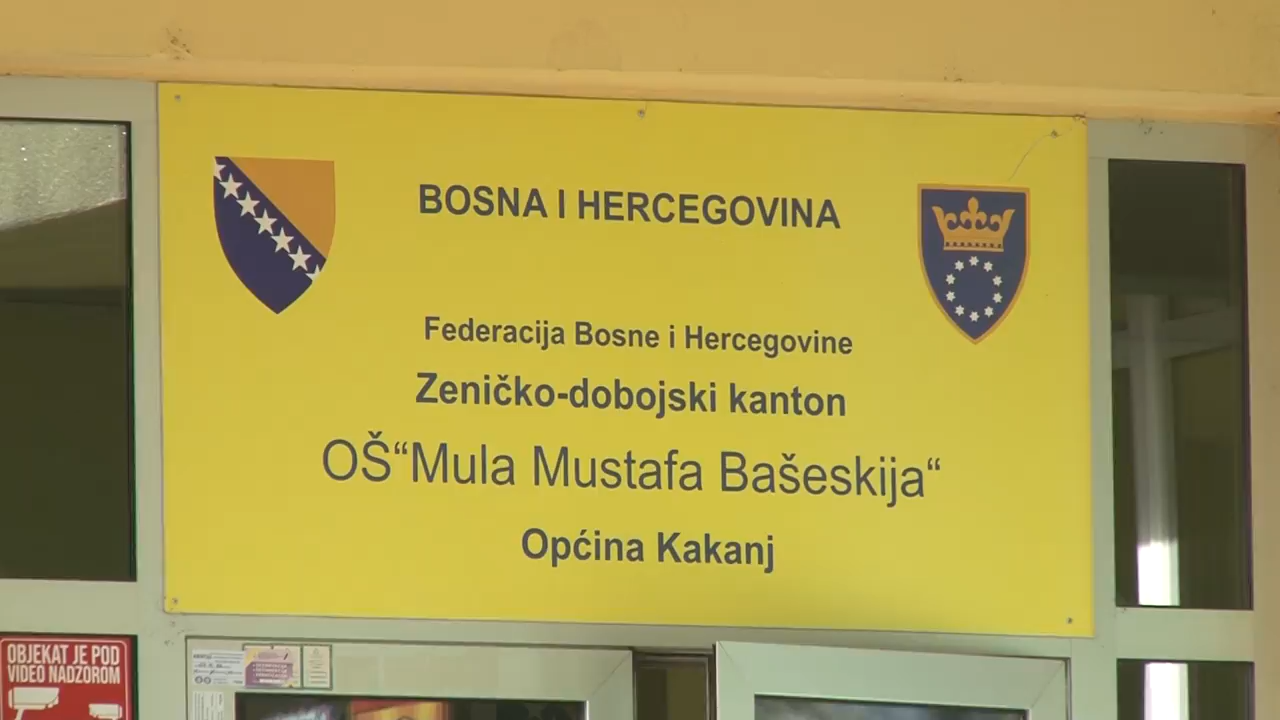 BOSNA I HERCEGOVINA
Federacija Bosne i Hercegovine
Zeničko-dobojski kanton
OŠ“Mula Mustafa Bašeskija“
Općina Kakanj
OBJEKAT JE POD
VIDEO NADZOROM